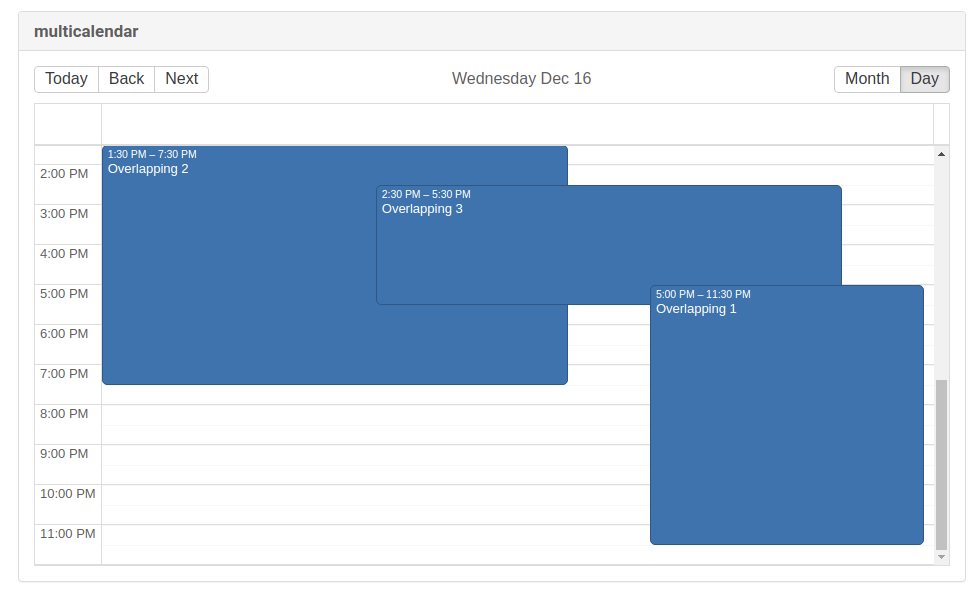 multicalendar
Today Back Next
Wednesday Dec 16
Month Day
1:30 PM – 7:30 PM
Overlapping 2
2:00 PM
2:30 PM – 5:30 PM
Overlapping 3
3:00 PM
4:00 PM
5:00 PM
5:00 PM – 11:30 PM
Overlapping 1
6:00 PM
7:00 PM
8:00 PM
9:00 PM
10:00 PM
11:00 PM